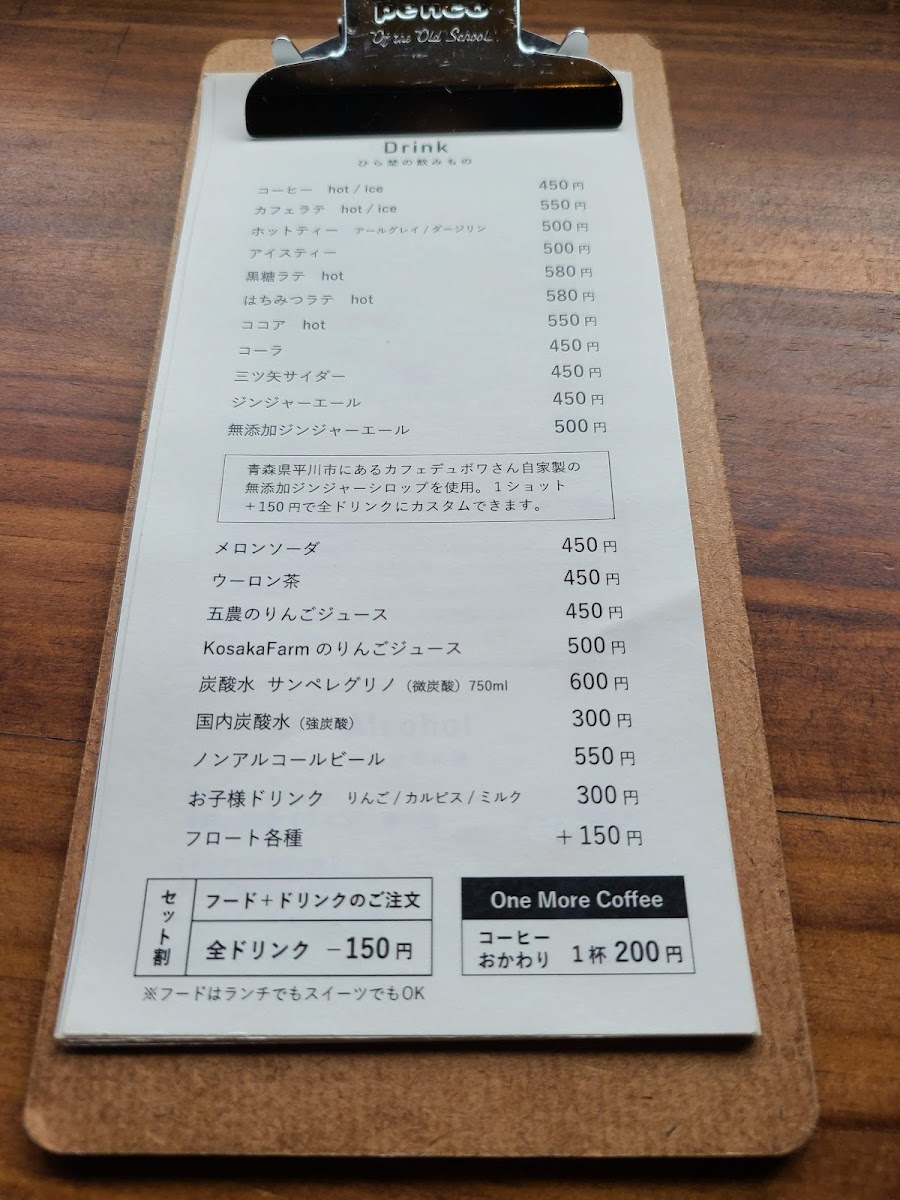 penco
Of the Old School.
Drink
ひら埜の飲みもの
コーヒー hot / ice 450円
カフェラテ hot / ice 550円
ホットティー アールグレイ / ダージリン 500円
アイスティー 500円
黒糖ラテ hot 580円
はちみつラテ hot 580円
ココア hot 550円
コーラ 450円
三ツ矢サイダー 450円
ジンジャーエール 450円
無添加ジンジャーエール 500円
青森県平川市にあるカフェデュボワさん自家製の
無添加ジンジャーシロップを使用。1ショット
＋150円で全ドリンクにカスタムできます。
メロンソーダ 450円
ウーロン茶 450円
五農のりんごジュース 450円
KosakaFarm のりんごジュース 500円
炭酸水 サンペレグリノ（微炭酸）750ml 600円
国内炭酸水（強炭酸） 300円
ノンアルコールビール 550円
お子様ドリンク りんご / カルピス / ミルク 300円
フロート各種 ＋150円
セット割
フード＋ドリンクのご注文
全ドリンク −150円
※フードはランチでもスイーツでもOK
One More Coffee
コーヒー
おかわり 1杯 200円